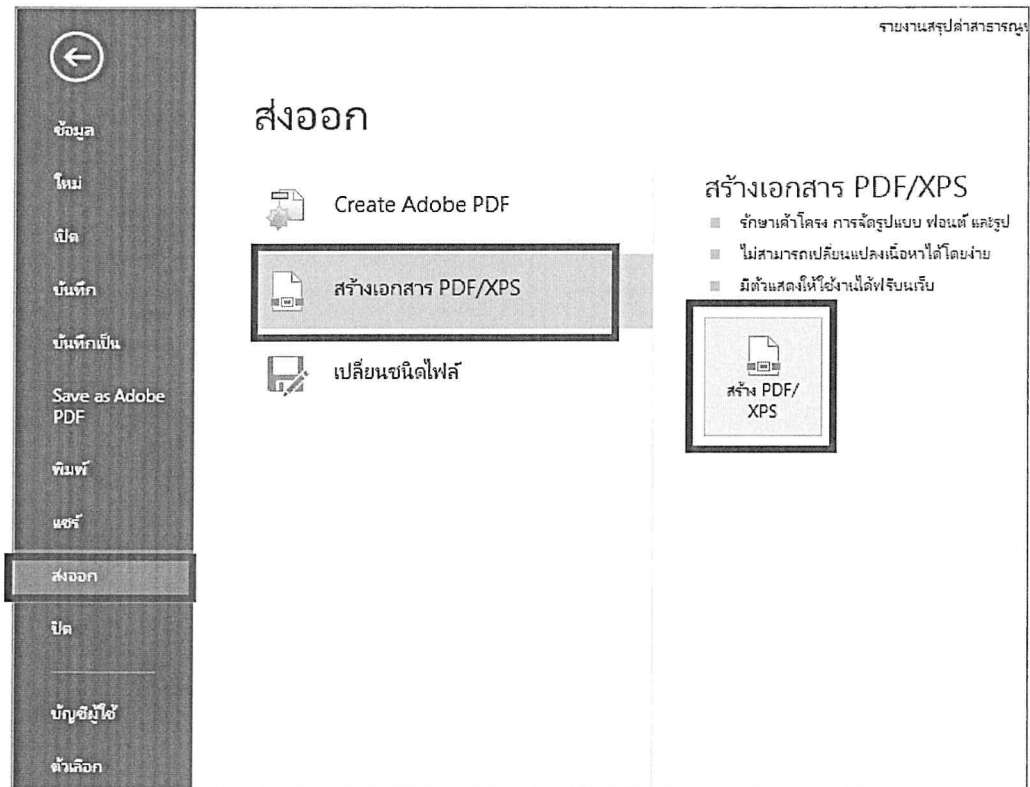 รายงานสรุปค่าสาธารณู
ข้อมูล
ใหม่
เปิด
บันทึก
บันทึกเป็น
Save as Adobe
PDF
พิมพ์
แชร์
ส่งออก
ปิด
บัญชีผู้ใช้
ตัวเลือก
ส่งออก
Create Adobe PDF
สร้างเอกสาร PDF/XPS
เปลี่ยนชนิดไฟล์
สร้างเอกสาร PDF/XPS
รักษาเค้าโครง การจัดรูปแบบ ฟอนต์ และรูป
ไม่สามารถเปลี่ยนแปลงเนื้อหาได้โดยง่าย
มีตัวแสดงให้ใช้งานได้ฟรีบนเว็บ
สร้าง PDF/
XPS